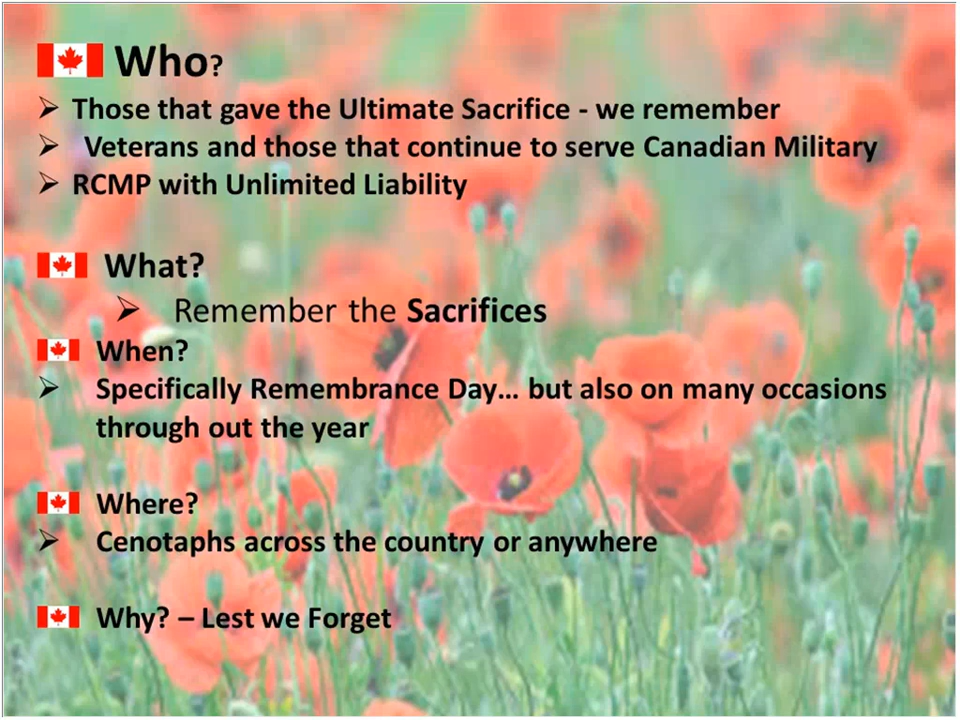 Who?
➢ Those that gave the Ultimate Sacrifice - we remember
➢ Veterans and those that continue to serve Canadian Military
➢ RCMP with Unlimited Liability
What?
➢ Remember the Sacrifices
When?
➢ Specifically Remembrance Day... but also on many occasions
through out the year
Where?
➢ Cenotaphs across the country or anywhere
Why? – Lest we Forget